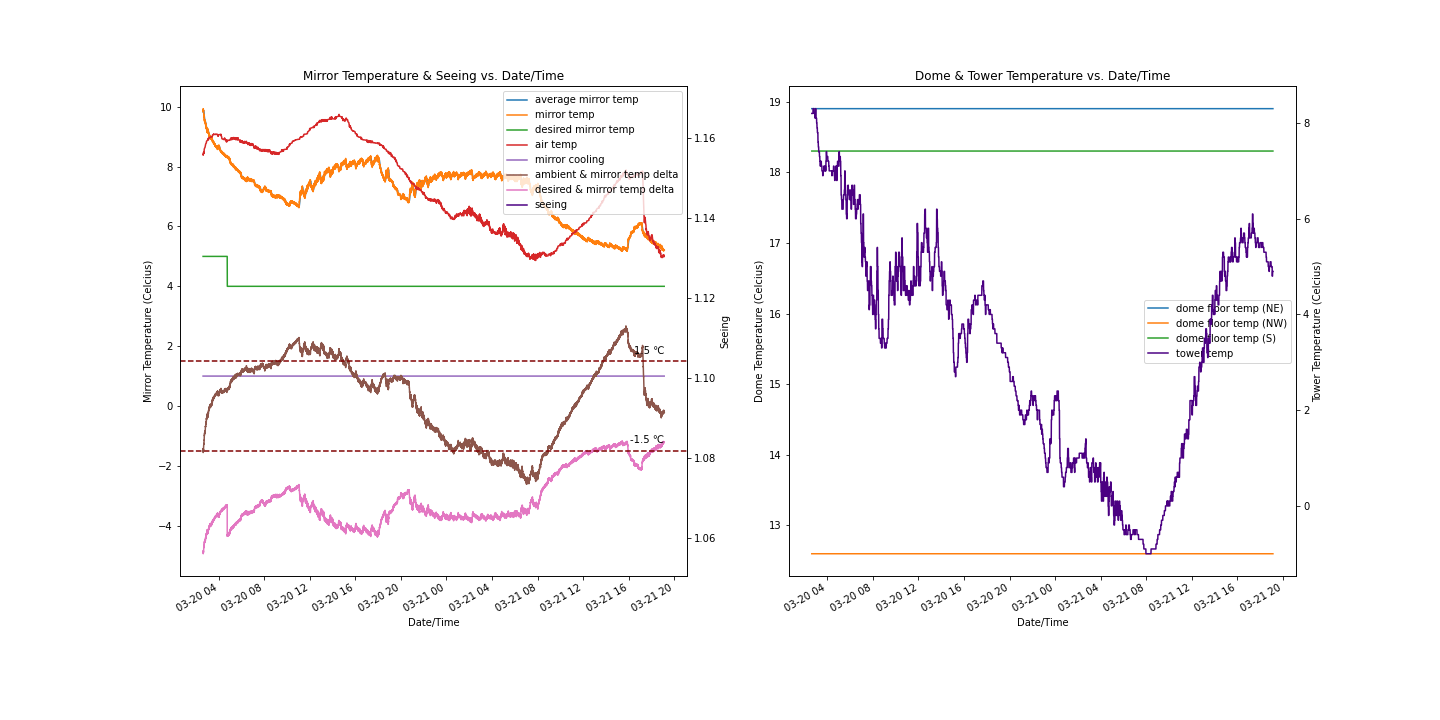 Mirror Temperature & Seeing vs. Date/Time
average mirror temp
mirror temp
desired mirror temp
air temp
mirror cooling
ambient & mirror temp delta
desired & mirror temp delta
seeing
10
8
6
4
2
0
−2
−4
Mirror Temperature (Celcius)
1.16
1.14
1.12
1.10
1.08
1.06
Seeing
1.5 °C
-1.5 °C
03-20 04
03-20 08
03-20 12
03-20 16
03-20 20
03-21 00
03-21 04
03-21 08
03-21 12
03-21 16
03-21 20
Date/Time
Dome & Tower Temperature vs. Date/Time
19
18
17
16
15
14
13
Dome Temperature (Celcius)
dome floor temp (NE)
dome floor temp (NW)
dome floor temp (S)
tower temp
8
6
4
2
0
Tower Temperature (Celcius)
03-20 04
03-20 08
03-20 12
03-20 16
03-20 20
03-21 00
03-21 04
03-21 08
03-21 12
03-21 16
03-21 20
Date/Time